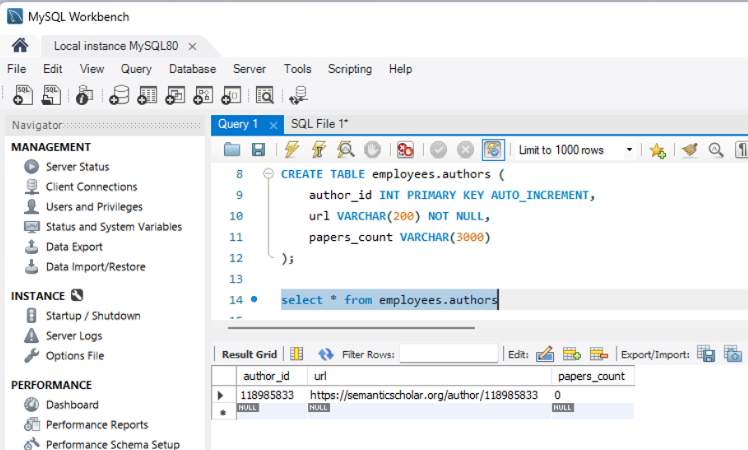 MySQL Workbench
Local instance MySQL80
File Edit View Query Database Server Tools Scripting Help
SQL SQL
Navigator
Query 1 SQL File 1*
MANAGEMENT
Server Status
Client Connections
Users and Privileges
Status and System Variables
Data Export
Data Import/Restore
INSTANCE
Startup / Shutdown
Server Logs
Options File
PERFORMANCE
Dashboard
Performance Reports
Performance Schema Setup
Limit to 1000 rows
8 CREATE TABLE employees.authors (
9 author_id INT PRIMARY KEY AUTO_INCREMENT,
10 url VARCHAR(200) NOT NULL,
11 papers_count VARCHAR(3000)
12 );
13
14 select * from employees.authors
Result Grid Filter Rows: Edit: Export/Import:
author_id url papers_count
118985833 https://semanticscholar.org/author/118985833 0
NULL NULL NULL